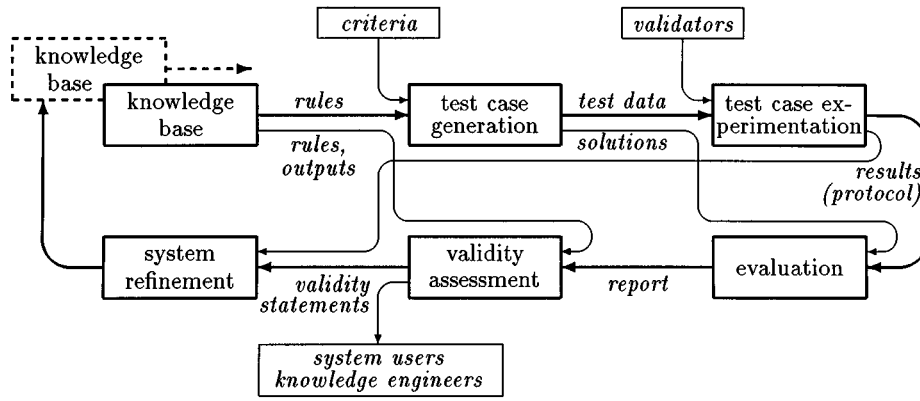 criteria
validators
knowledge
base
knowledge
base
rules
test case
generation
test data
test case ex-
perimentation
rules,
outputs
solutions
results
(protocol)
system
refinement
validity
assessment
evaluation
validity
statements
report
system users
knowledge engineers